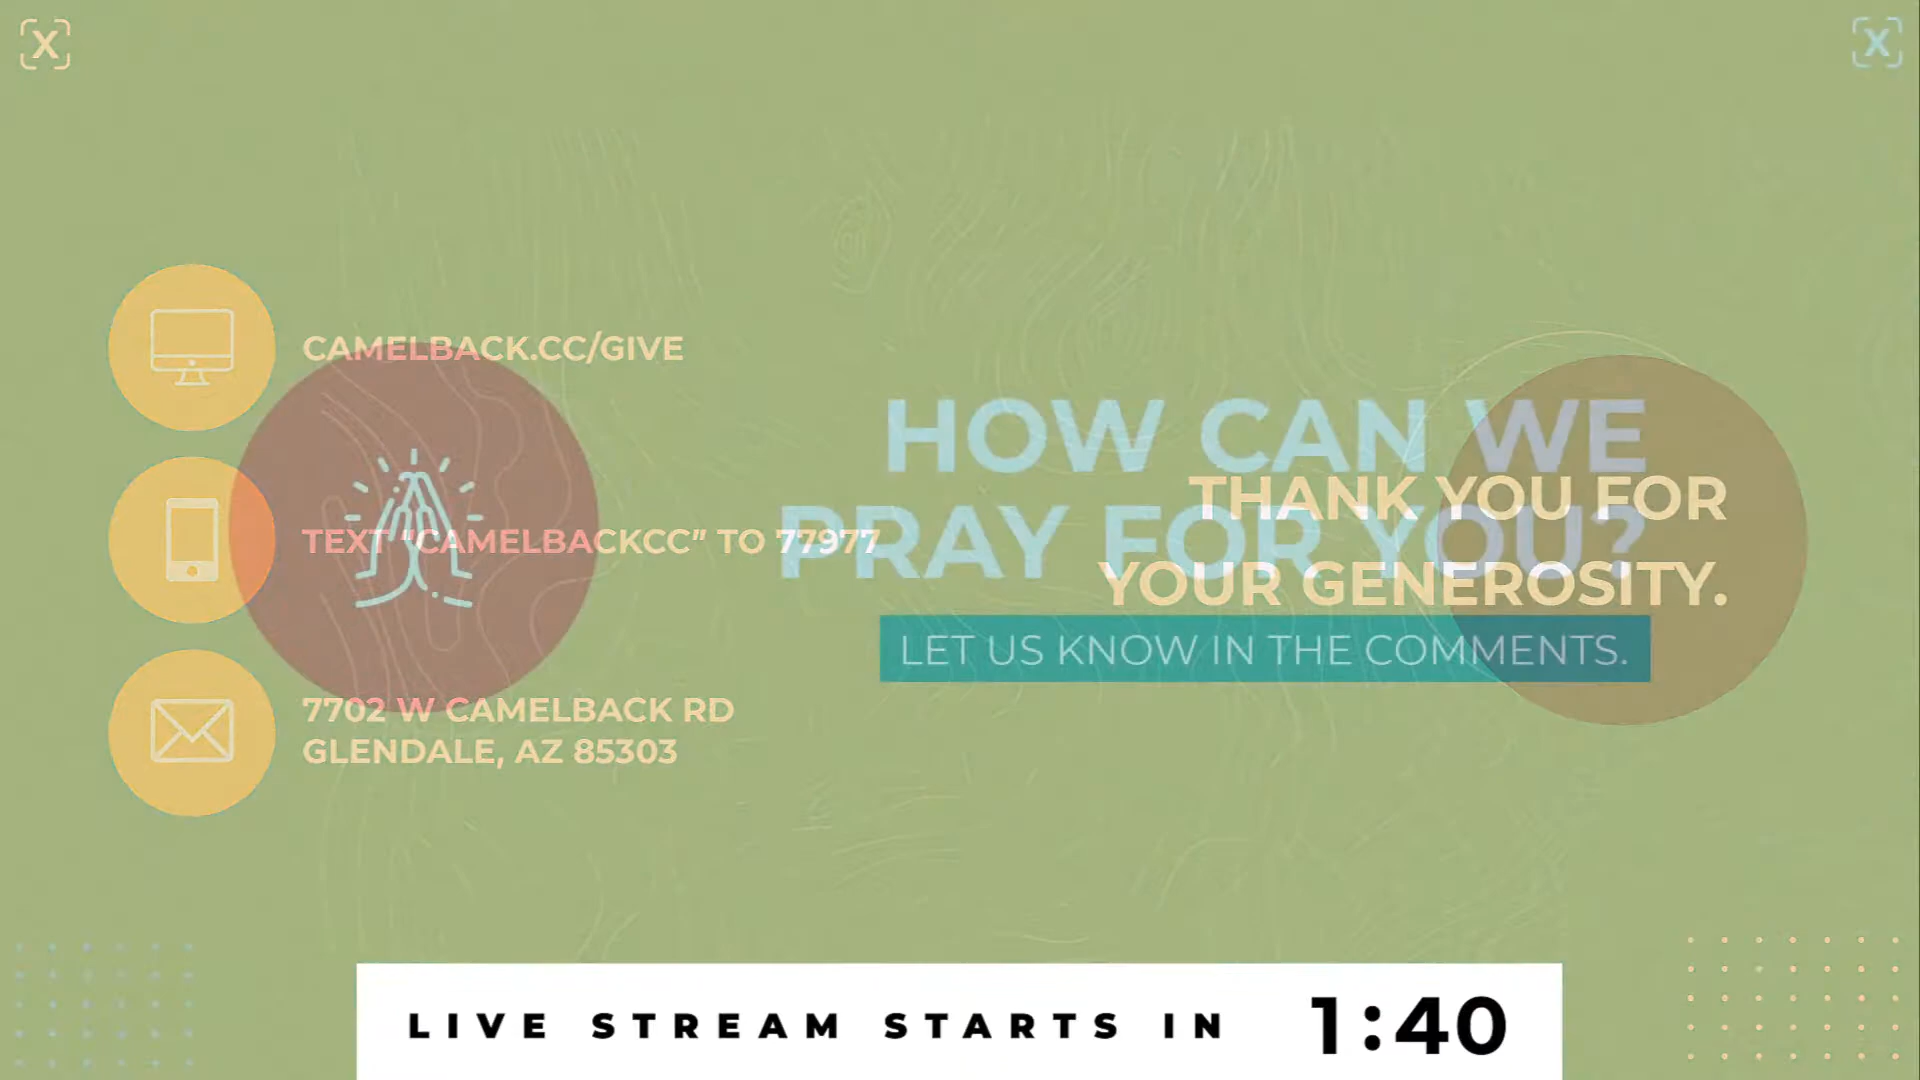 X
X
CAMELBACK.CC/GIVE
TEXT “CAMELBACKCC” TO 77977
7702 W CAMELBACK RD
GLENDALE, AZ 85303
HOW CAN WE
PRAY FOR YOU?
LET US KNOW IN THE COMMENTS.
THANK YOU FOR
YOUR GENEROSITY.
LIVE STREAM STARTS IN 1:40